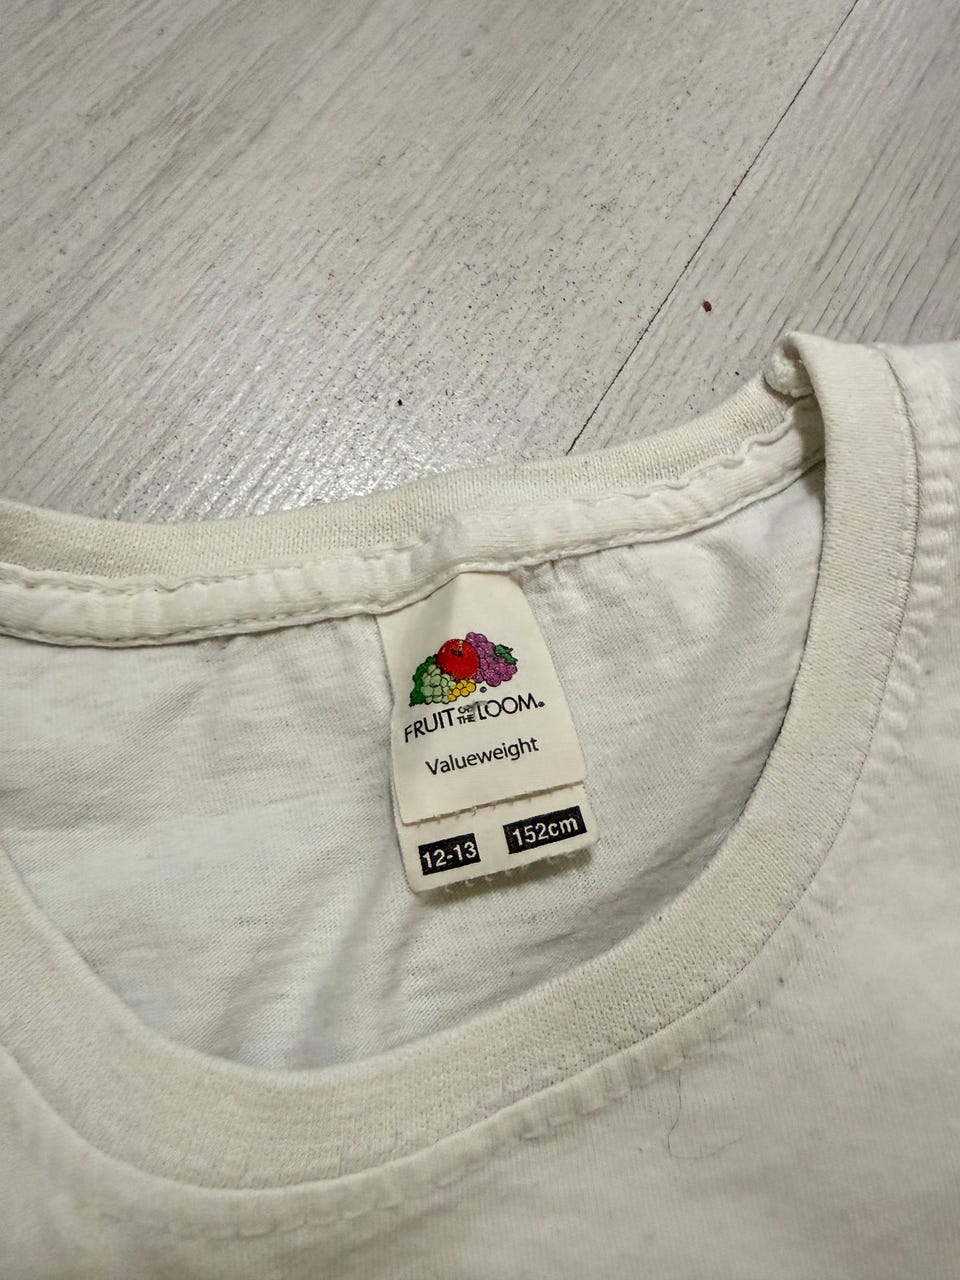 FRUIT OF THE LOOM®
Valueweight
12-13 152cm